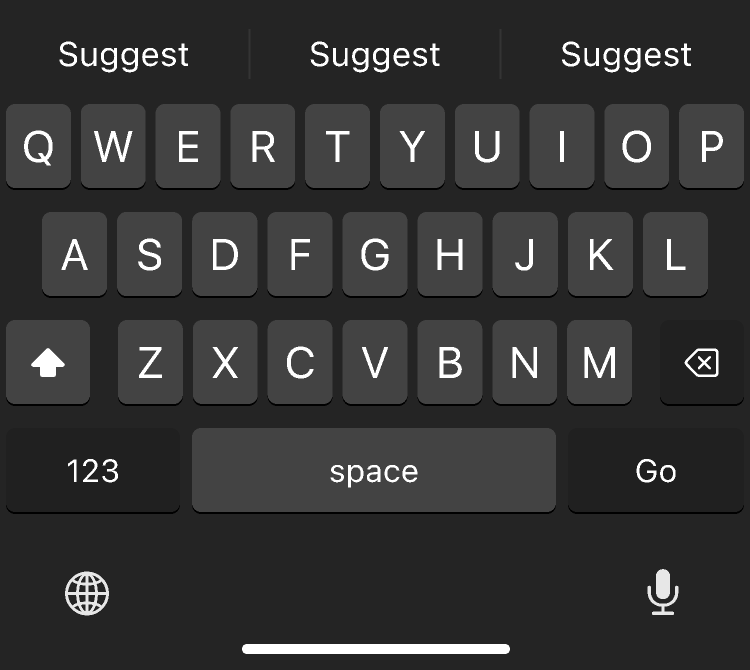 Suggest Suggest Suggest
Q W E R T Y U I O P
A S D F G H J K L
Z X C V B N M
123 space Go